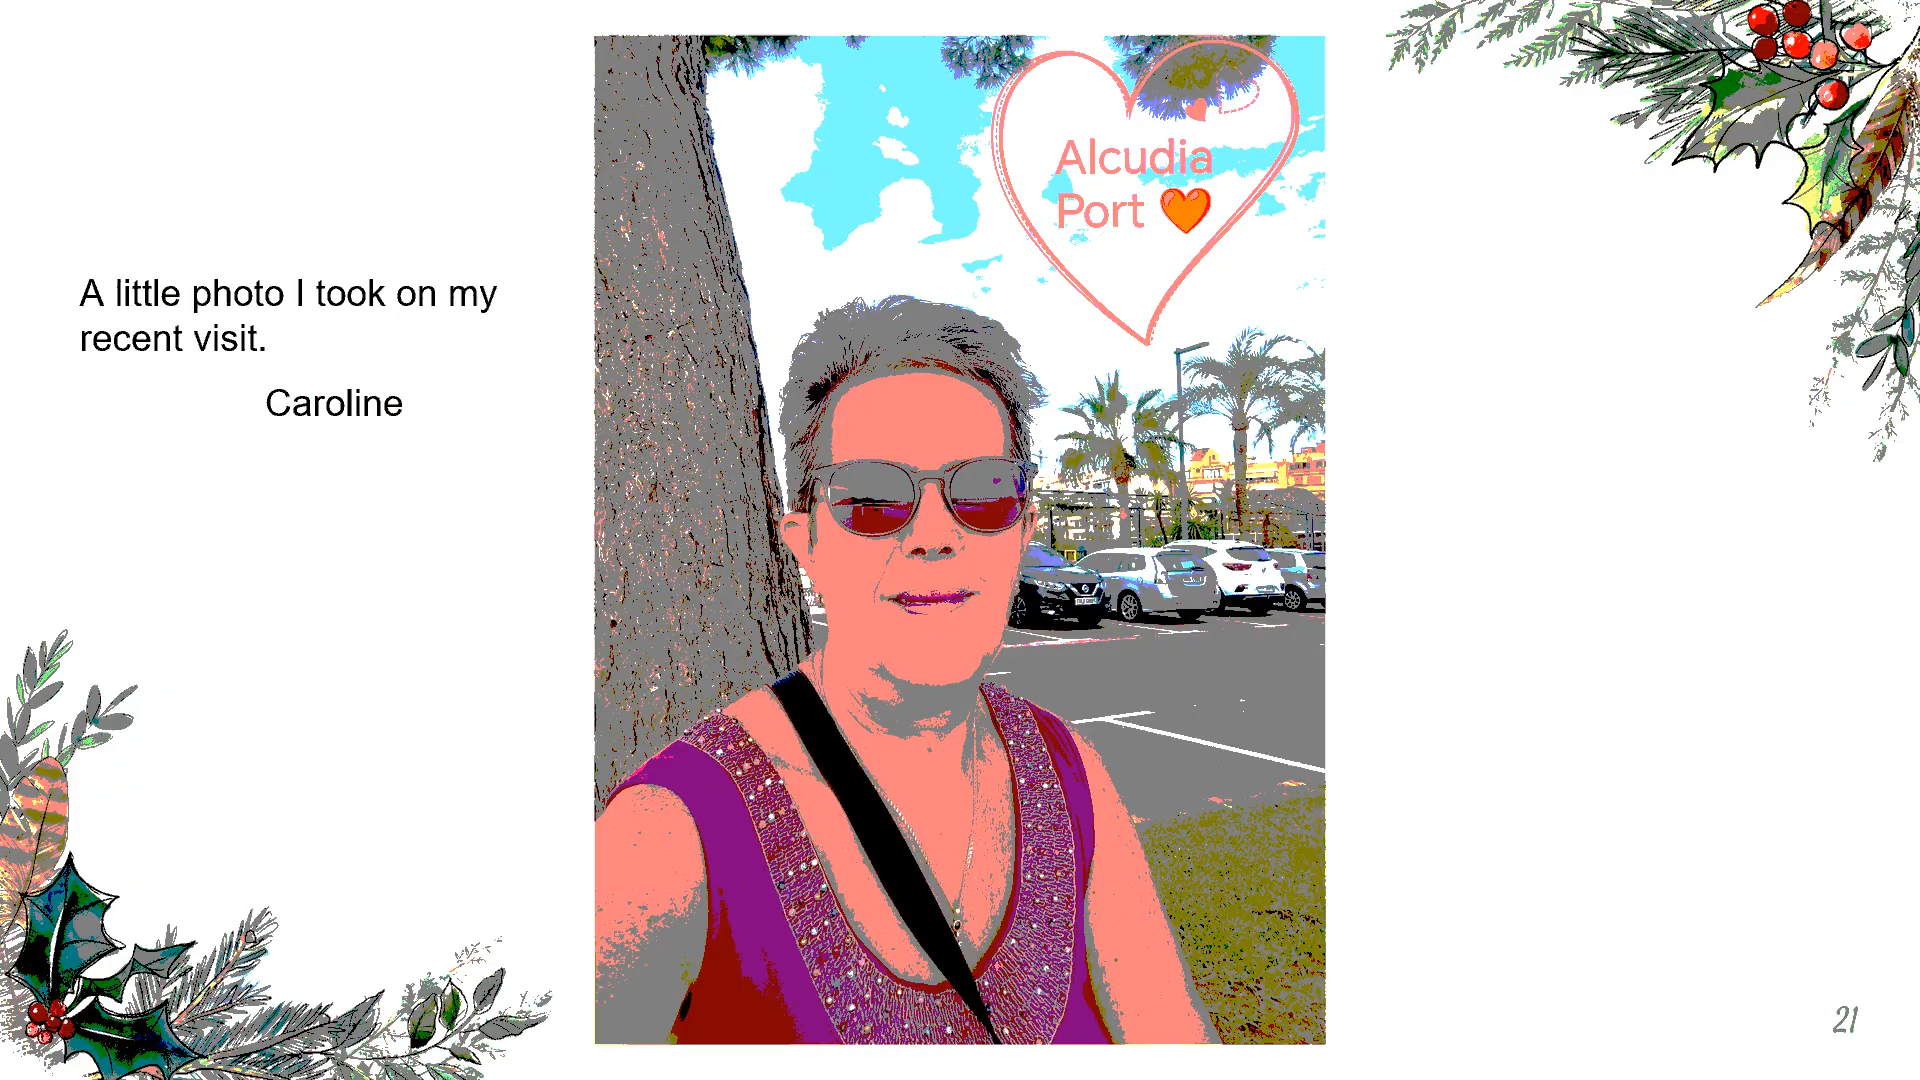 A little photo I took on my
recent visit.
Caroline
Alcudia
Port 🧡
21